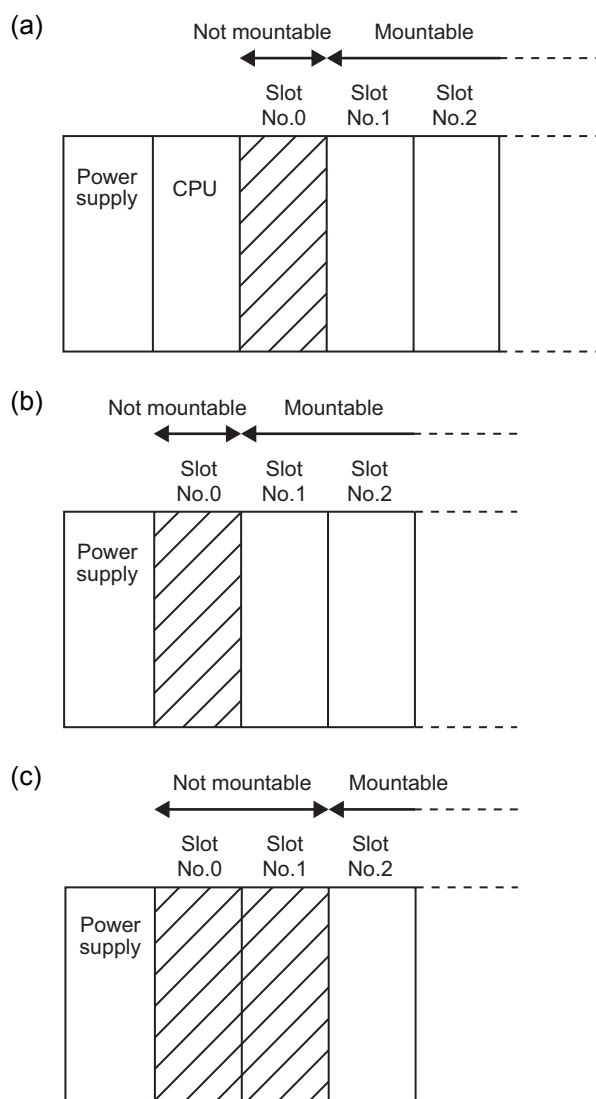 (a)
Not mountable Mountable
Slot Slot Slot
No.0 No.1 No.2
Power
supply
CPU
(b)
Not mountable Mountable
Slot Slot Slot
No.0 No.1 No.2
Power
supply
(c)
Not mountable Mountable
Slot Slot Slot
No.0 No.1 No.2
Power
supply